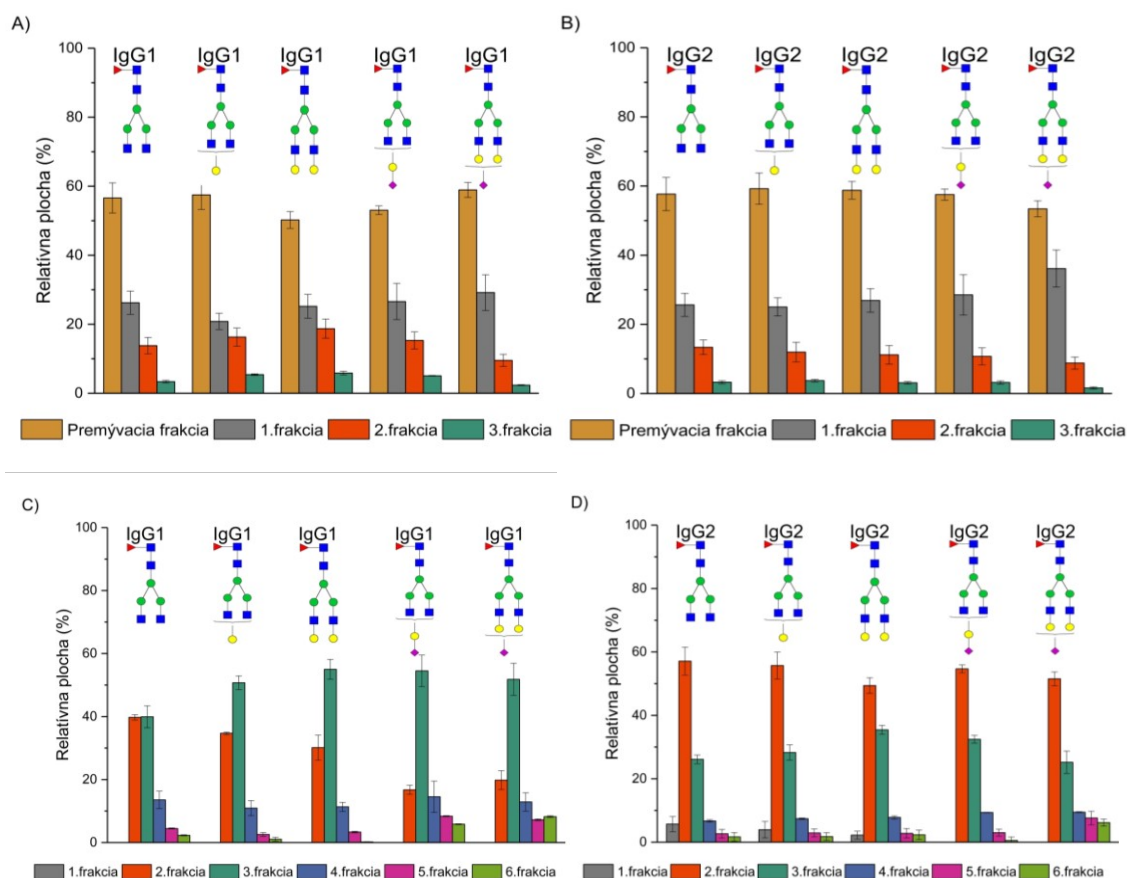 A)
IgG1 IgG1 IgG1 IgG1 IgG1
Relatívna plocha (%)
100
80
60
40
20
0
Premývacia frakcia 1.frakcia 2.frakcia 3.frakcia
B)
IgG2 IgG2 IgG2 IgG2 IgG2
Relatívna plocha (%)
100
80
60
40
20
0
Premývacia frakcia 1.frakcia 2.frakcia 3.frakcia
C)
IgG1 IgG1 IgG1 IgG1 IgG1
Relatívna plocha (%)
100
80
60
40
20
0
1.frakcia 2.frakcia 3.frakcia 4.frakcia 5.frakcia 6.frakcia
D)
IgG2 IgG2 IgG2 IgG2 IgG2
Relatívna plocha (%)
100
80
60
40
20
0
1.frakcia 2.frakcia 3.frakcia 4.frakcia 5.frakcia 6.frakcia